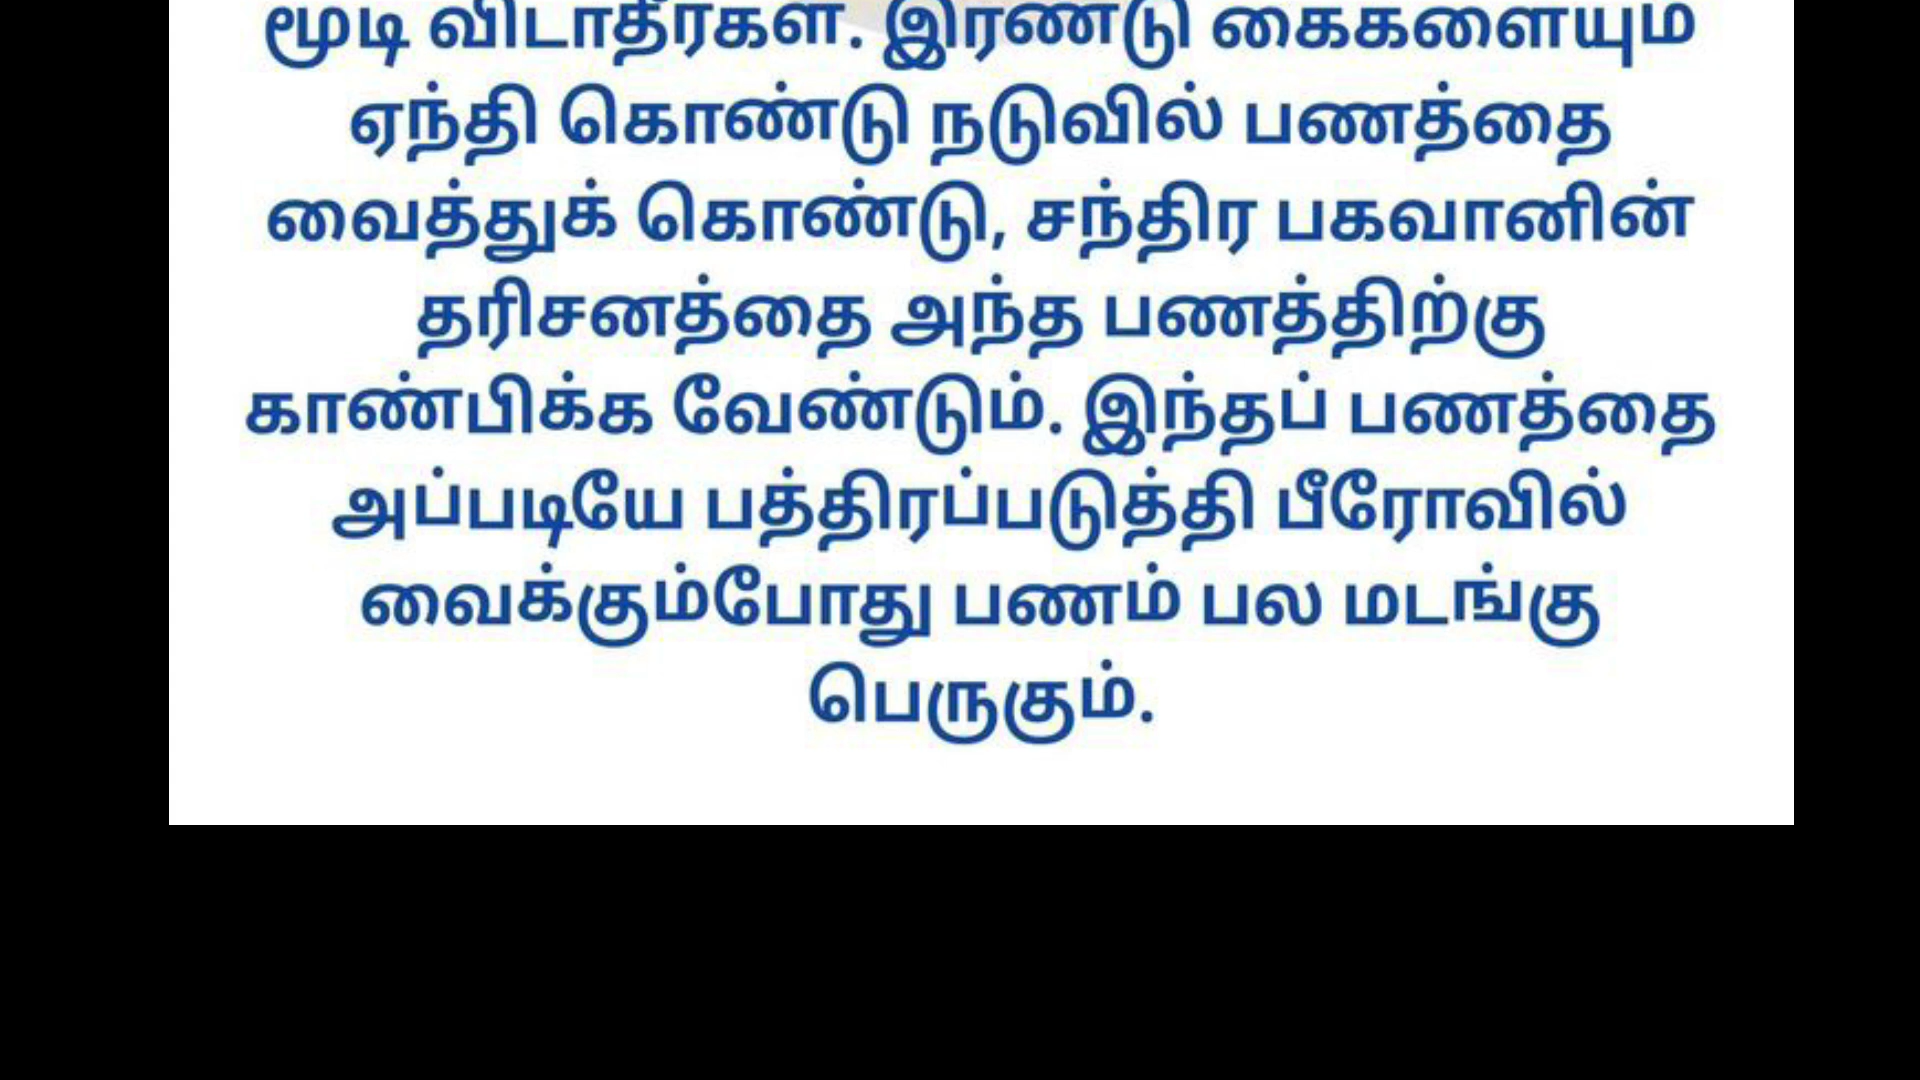 மூடி விடாதீர்கள். இரண்டு கைகளையும்
ஏந்தி கொண்டு நடுவில் பணத்தை
வைத்துக் கொண்டு, சந்திர பகவானின்
தரிசனத்தை அந்த பணத்திற்கு
காண்பிக்க வேண்டும். இந்தப் பணத்தை
அப்படியே பத்திரப்படுத்தி பீரோவில்
வைக்கும்போது பணம் பல மடங்கு
பெருகும்.